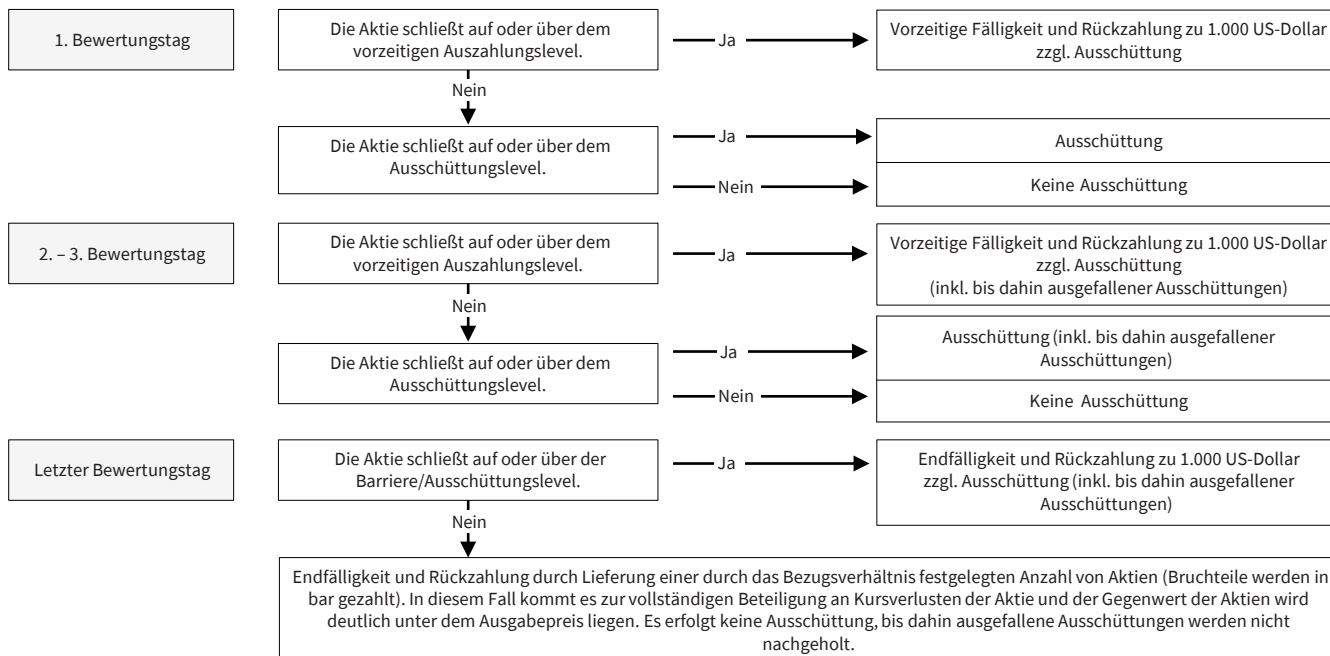 1. Bewertungstag
Die Aktie schließt auf oder über dem
vorzeitigen Auszahlungslevel.
Ja
Vorzeitige Fälligkeit und Rückzahlung zu 1.000 US-Dollar
zzgl. Ausschüttung
Nein
Die Aktie schließt auf oder über dem
Ausschüttungslevel.
Ja
Ausschüttung
Nein
Keine Ausschüttung
2. – 3. Bewertungstag
Die Aktie schließt auf oder über dem
vorzeitigen Auszahlungslevel.
Ja
Vorzeitige Fälligkeit und Rückzahlung zu 1.000 US-Dollar
zzgl. Ausschüttung
(inkl. bis dahin ausgefallener Ausschüttungen)
Nein
Die Aktie schließt auf oder über dem
Ausschüttungslevel.
Ja
Ausschüttung (inkl. bis dahin ausgefallener
Ausschüttungen)
Nein
Keine Ausschüttung
Letzter Bewertungstag
Die Aktie schließt auf oder über der
Barriere/Ausschüttungslevel.
Ja
Endfälligkeit und Rückzahlung zu 1.000 US-Dollar
zzgl. Ausschüttung (inkl. bis dahin ausgefallener
Ausschüttungen)
Nein
Endfälligkeit und Rückzahlung durch Lieferung einer durch das Bezugsverhältnis festgelegten Anzahl von Aktien (Bruchteile werden in
bar gezahlt). In diesem Fall kommt es zur vollständigen Beteiligung an Kursverlusten der Aktie und der Gegenwert der Aktien wird
deutlich unter dem Ausgabepreis liegen. Es erfolgt keine Ausschüttung, bis dahin ausgefallene Ausschüttungen werden nicht
nachgeholt.